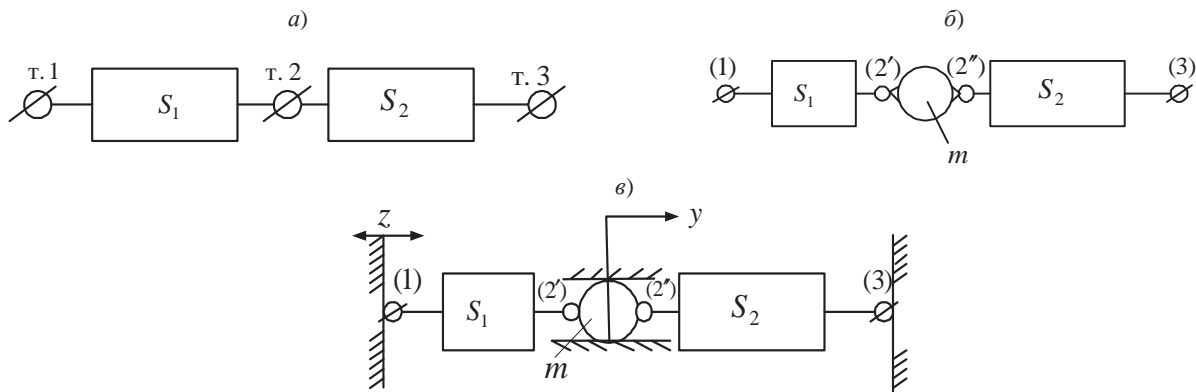 а)
т. 1
S₁
т. 2
S₂
т. 3
б)
(1)
S₁
(2′)
(2″)
S₂
(3)
m
в)
z
y
(1)
S₁
(2′)
(2″)
S₂
(3)
m